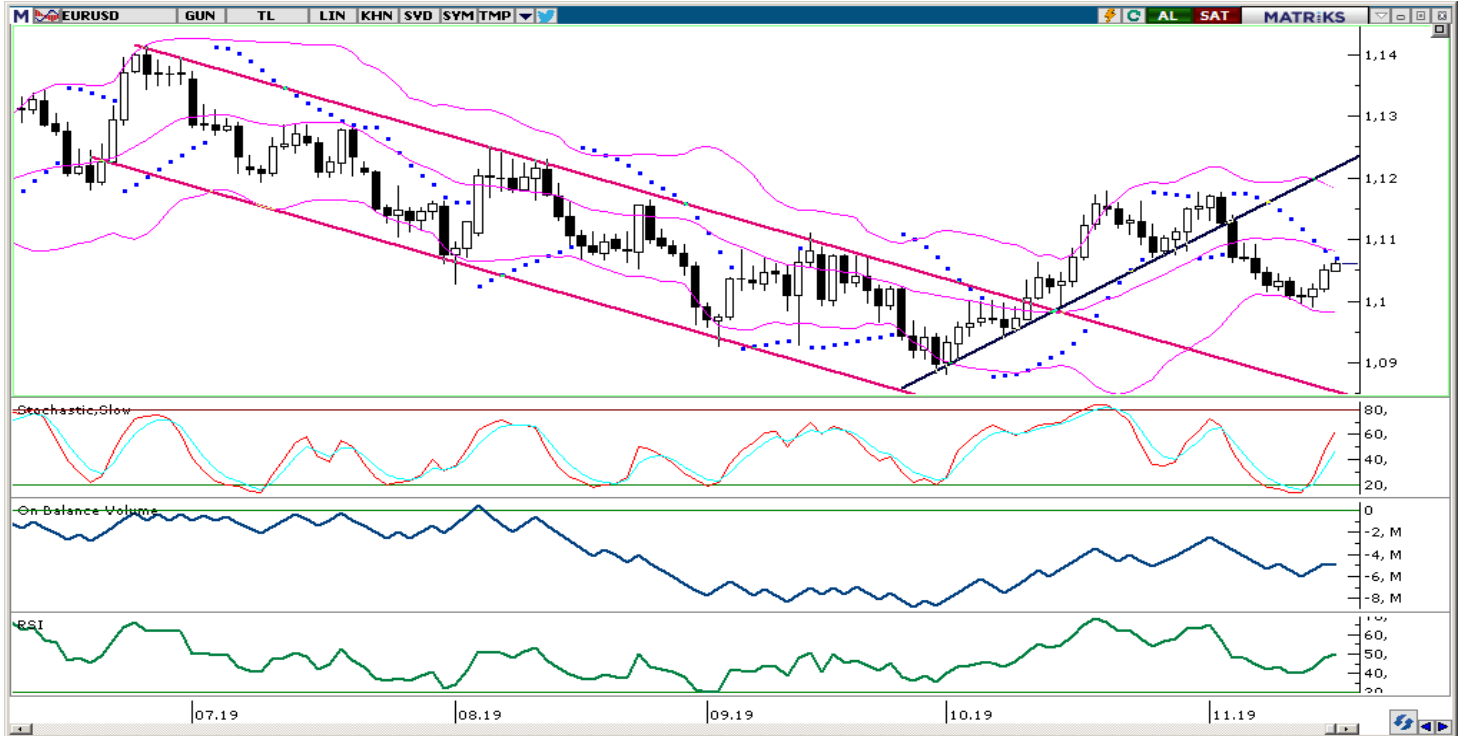 M EURUSD GUN TL LIN KHN SVD SYM TMP AL SAT MATRiKS
1,14
1,13
1,12
1,11
1,1
1,09
Stochastic,Slow
80,
60,
40,
20,
On Balance Volume
0
-2, M
-4, M
-6, M
-8, M
RSI
60,
50,
40,
07.19 08.19 09.19 10.19 11.19